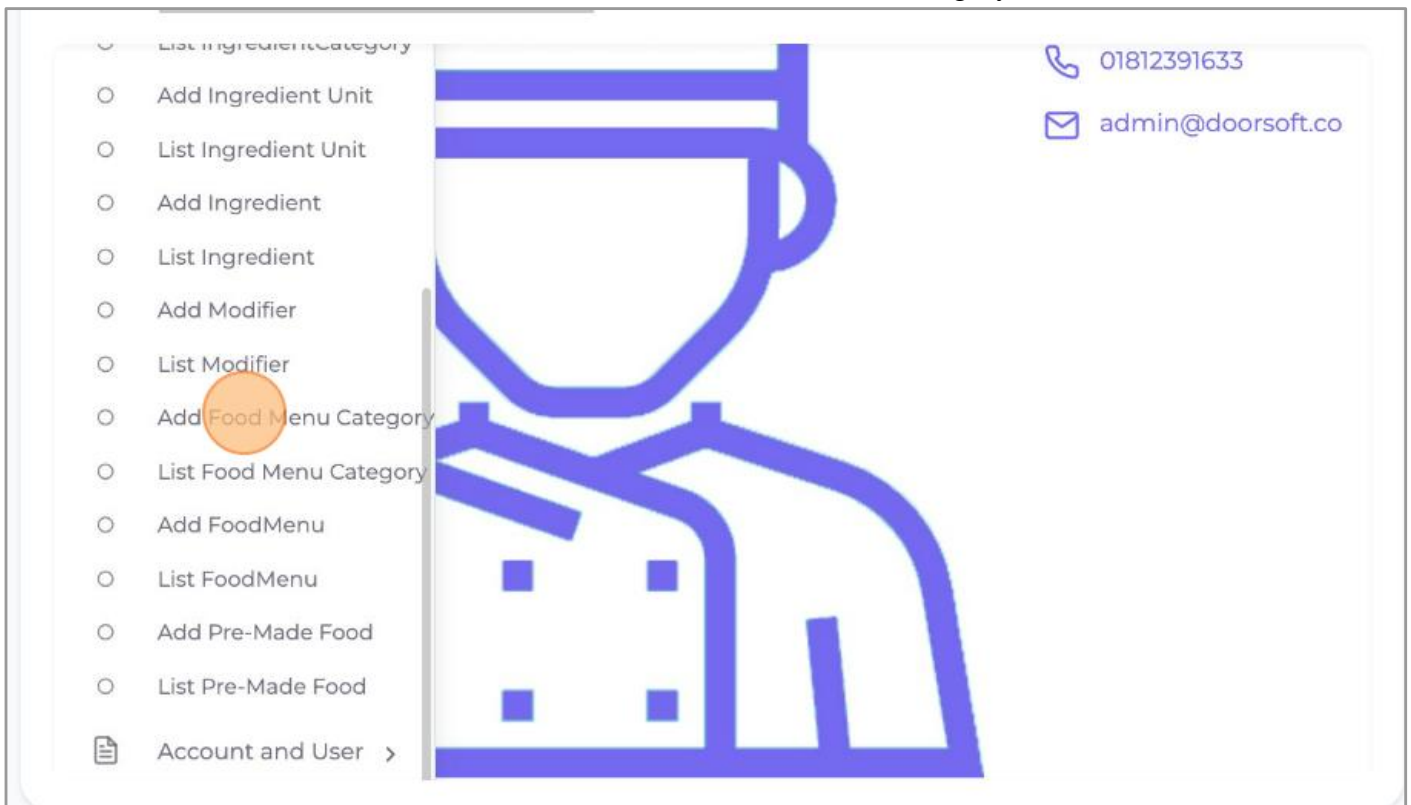 List IngredientCategory
Add Ingredient Unit
List Ingredient Unit
Add Ingredient
List Ingredient
Add Modifier
List Modifier
Add Food Menu Category
List Food Menu Category
Add FoodMenu
List FoodMenu
Add Pre-Made Food
List Pre-Made Food
Account and User
01812391633
admin@doorsoft.co